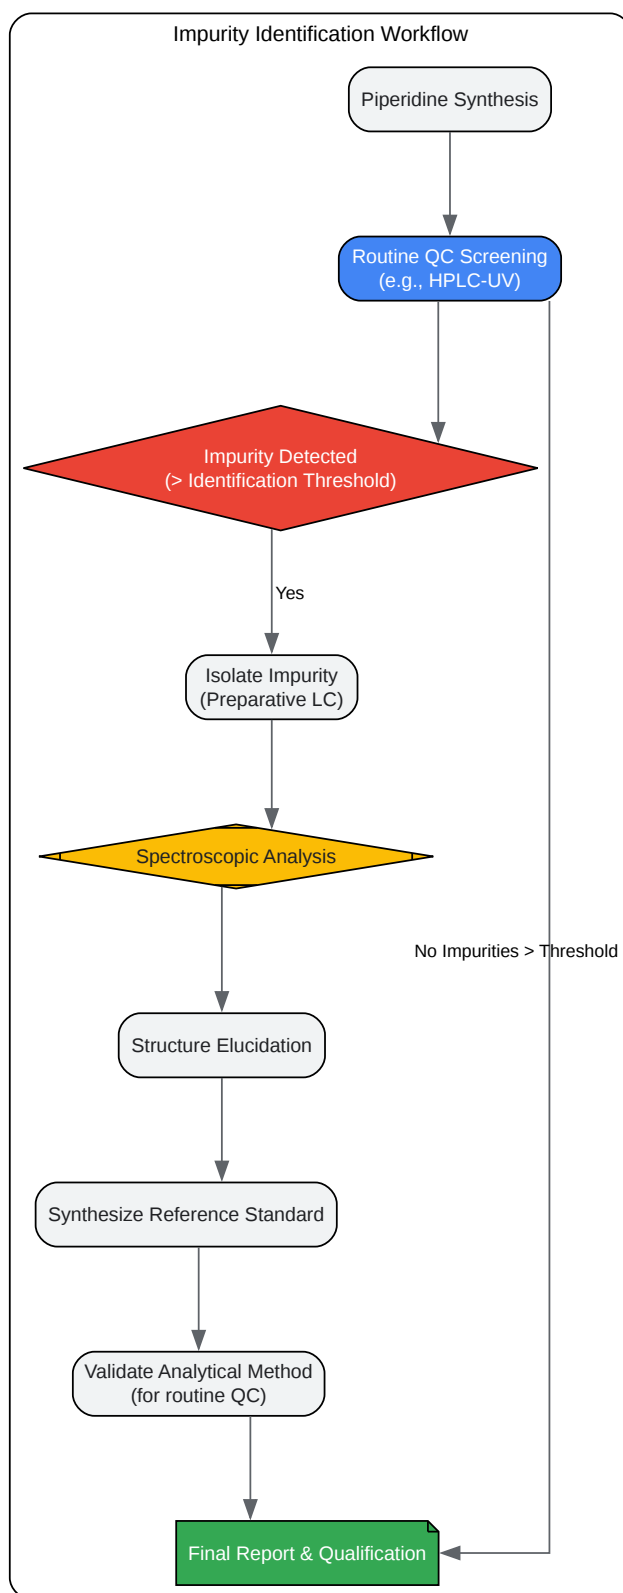 Impurity Identification Workflow
Piperidine Synthesis
Routine QC Screening
(e.g., HPLC-UV)
Impurity Detected
(> Identification Threshold)
Yes
Isolate Impurity
(Preparative LC)
Spectroscopic Analysis
No Impurities > Threshold
Structure Elucidation
Synthesize Reference Standard
Validate Analytical Method
(for routine QC)
Final Report & Qualification